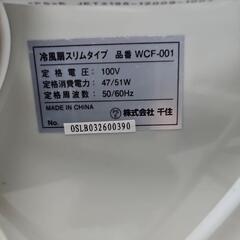 冷風扇スリムタイプ 品番 WCF-001
定格電圧：100V
定格消費電力：47/51W
定格周波数：50/60Hz
MADE IN CHINA
株式会社 千住
No.
0SLB032600390